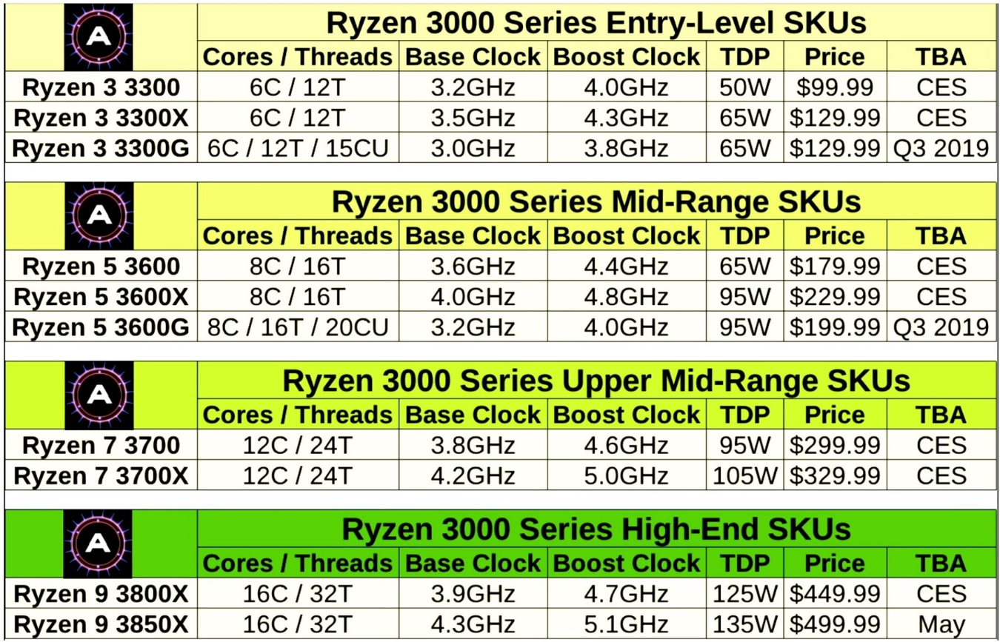 A
Ryzen 3000 Series Entry-Level SKUs
Cores / Threads Base Clock Boost Clock TDP Price TBA
Ryzen 3 3300 6C / 12T 3.2GHz 4.0GHz 50W $99.99 CES
Ryzen 3 3300X 6C / 12T 3.5GHz 4.3GHz 65W $129.99 CES
Ryzen 3 3300G 6C / 12T / 15CU 3.0GHz 3.8GHz 65W $129.99 Q3 2019
A
Ryzen 3000 Series Mid-Range SKUs
Cores / Threads Base Clock Boost Clock TDP Price TBA
Ryzen 5 3600 8C / 16T 3.6GHz 4.4GHz 65W $179.99 CES
Ryzen 5 3600X 8C / 16T 4.0GHz 4.8GHz 95W $229.99 CES
Ryzen 5 3600G 8C / 16T / 20CU 3.2GHz 4.0GHz 95W $199.99 Q3 2019
A
Ryzen 3000 Series Upper Mid-Range SKUs
Cores / Threads Base Clock Boost Clock TDP Price TBA
Ryzen 7 3700 12C / 24T 3.8GHz 4.6GHz 95W $299.99 CES
Ryzen 7 3700X 12C / 24T 4.2GHz 5.0GHz 105W $329.99 CES
A
Ryzen 3000 Series High-End SKUs
Cores / Threads Base Clock Boost Clock TDP Price TBA
Ryzen 9 3800X 16C / 32T 3.9GHz 4.7GHz 125W $449.99 CES
Ryzen 9 3850X 16C / 32T 4.3GHz 5.1GHz 135W $499.99 May